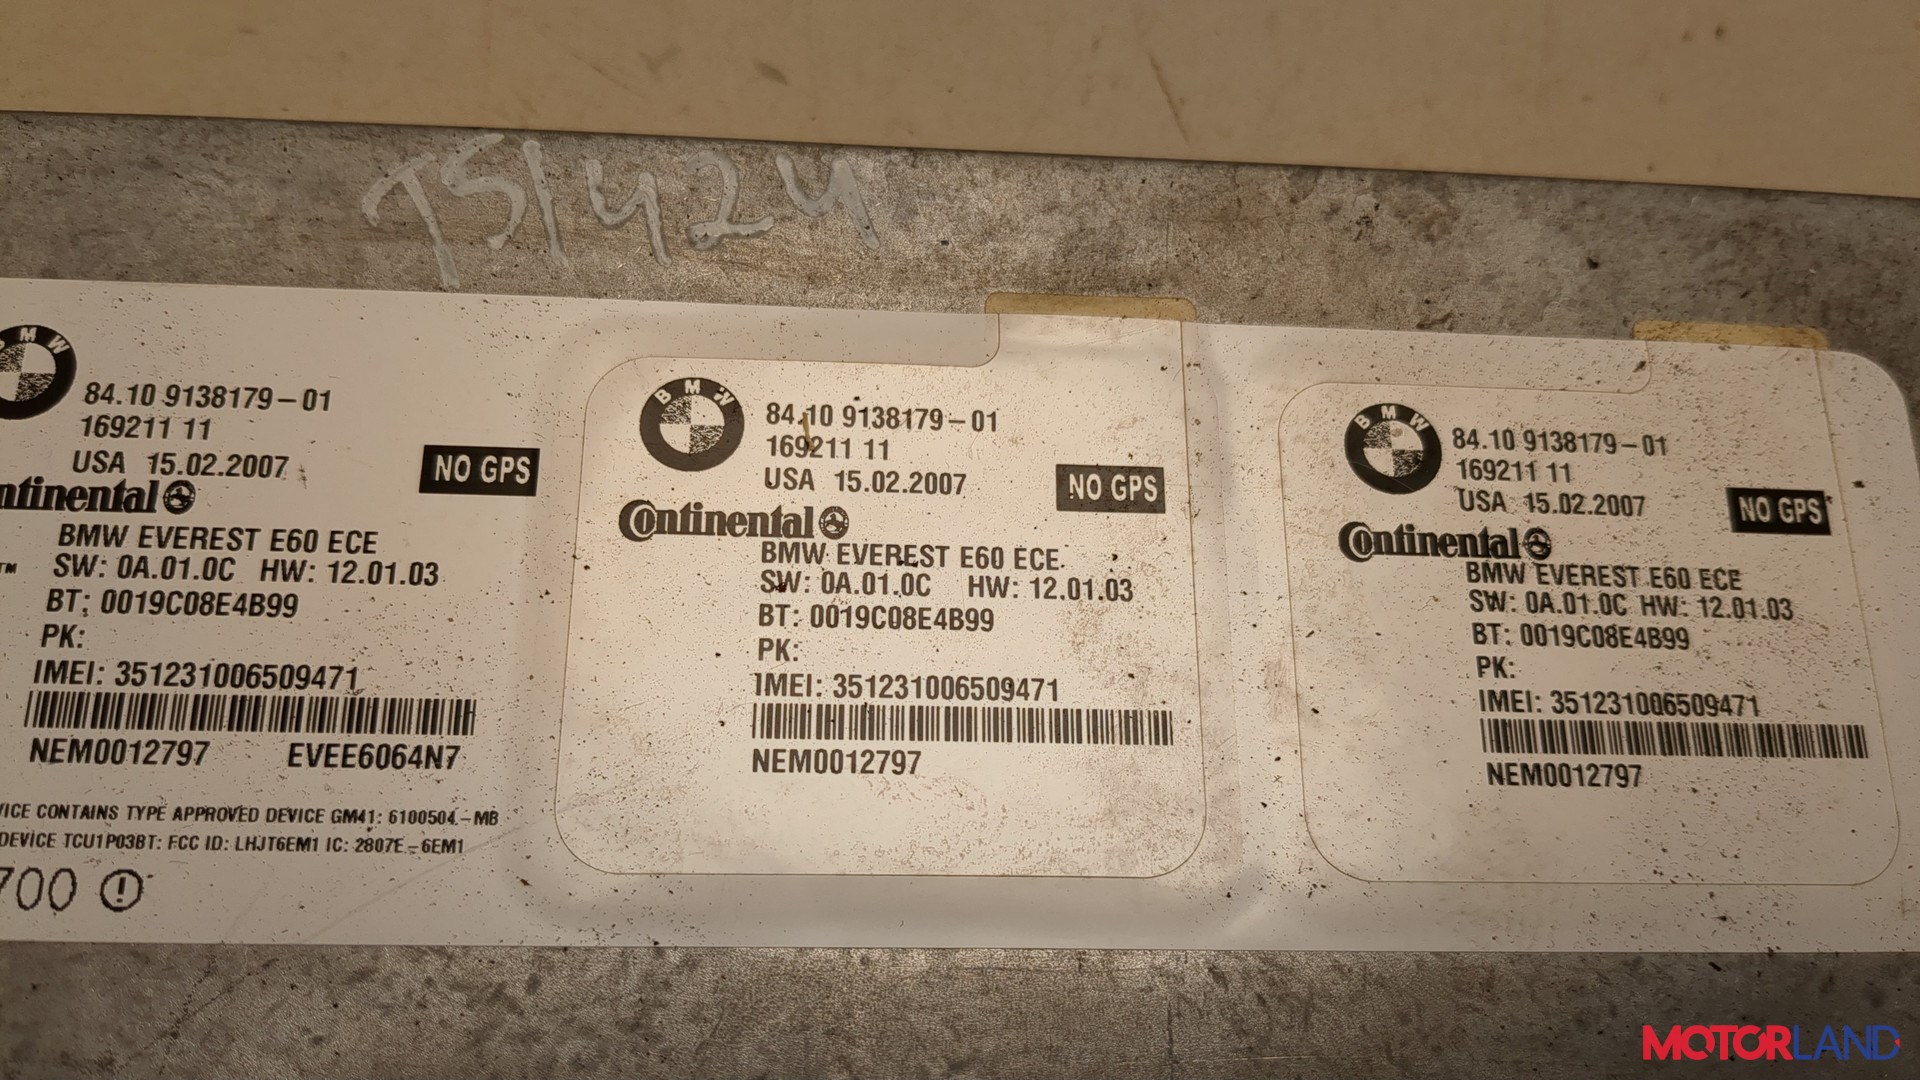 TS1424
BMW
84.10 9138179-01
169211 11
USA 15.02.2007
NO GPS
ntinental
BMW EVEREST E60 ECE
™ SW: 0A.01.0C HW: 12.01.03
BT: 0019C08E4B99
PK:
IMEI: 351231006509471
NEM0012797 EVEE6064N7
ICE CONTAINS TYPE APPROVED DEVICE GM41: 6100504-MB
DEVICE TCU1P03BT: FCC ID: LHJT6EM1 IC: 2807E-6EM1
700
BMW
84.10 9138179-01
169211 11
USA 15.02.2007
NO GPS
Continental
BMW EVEREST E60 ECE
SW: 0A.01.0C HW: 12.01.03
BT: 0019C08E4B99
PK:
IMEI: 351231006509471
NEM0012797
BMW
84.10 9138179-01
169211 11
USA 15.02.2007
NO GPS
Continental
BMW EVEREST E60 ECE
SW: 0A.01.0C HW: 12.01.03
BT: 0019C08E4B99
PK:
IMEI: 351231006509471
NEM0012797
MOTORLAND